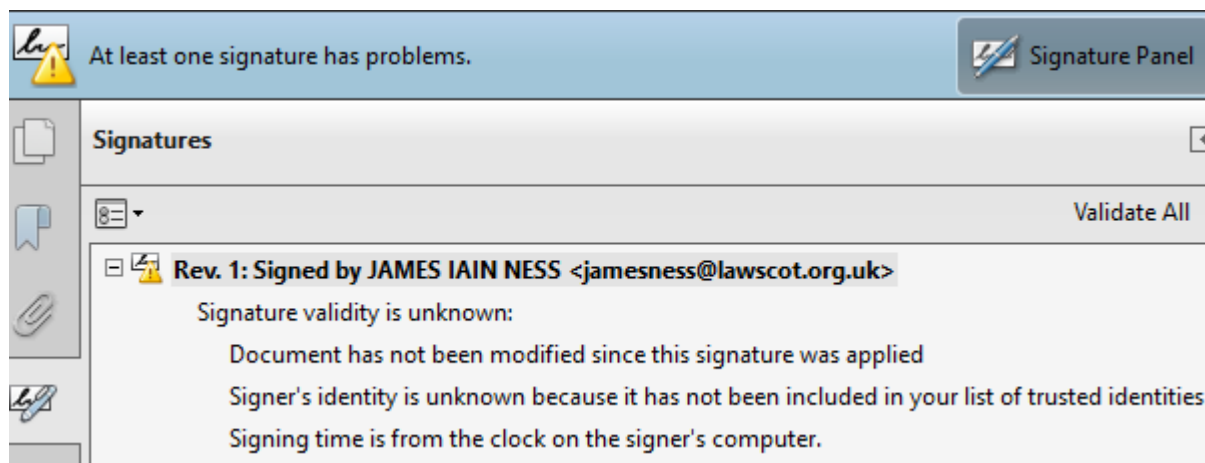 At least one signature has problems.
Signature Panel
Signatures
Validate All
Rev. 1: Signed by JAMES IAIN NESS <jamesness@lawscot.org.uk>
Signature validity is unknown:
Document has not been modified since this signature was applied
Signer's identity is unknown because it has not been included in your list of trusted identities
Signing time is from the clock on the signer's computer.